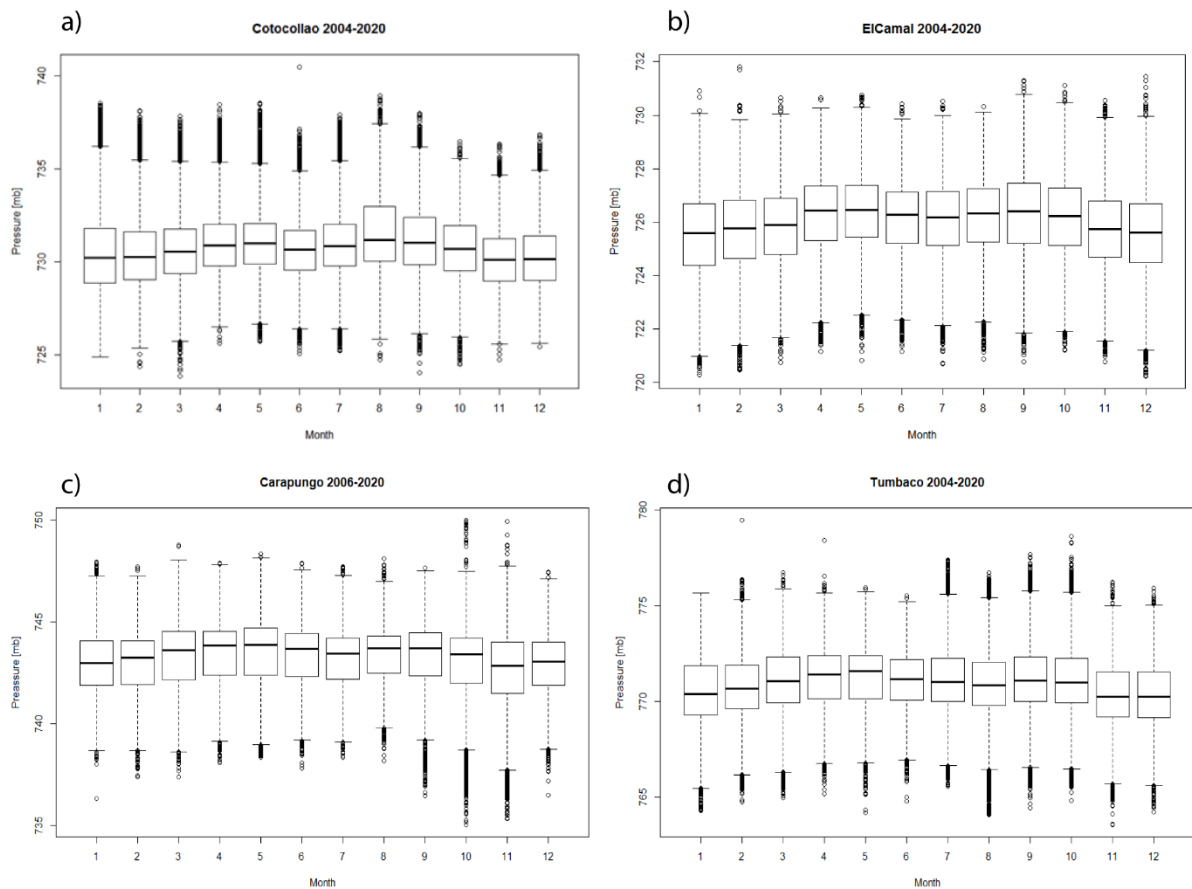 a)
Cotocollao 2004-2020
Pressure [mb]
740
735
730
725
1 2 3 4 5 6 7 8 9 10 11 12
Month
b)
ElCamal 2004-2020
Pressure [mb]
732
730
728
726
724
722
720
1 2 3 4 5 6 7 8 9 10 11 12
Month
c)
Carapungo 2006-2020
Preassure [mb]
750
745
740
735
1 2 3 4 5 6 7 8 9 10 11 12
Month
d)
Tumbaco 2004-2020
Preassure [mb]
780
775
770
765
1 2 3 4 5 6 7 8 9 10 11 12
Month